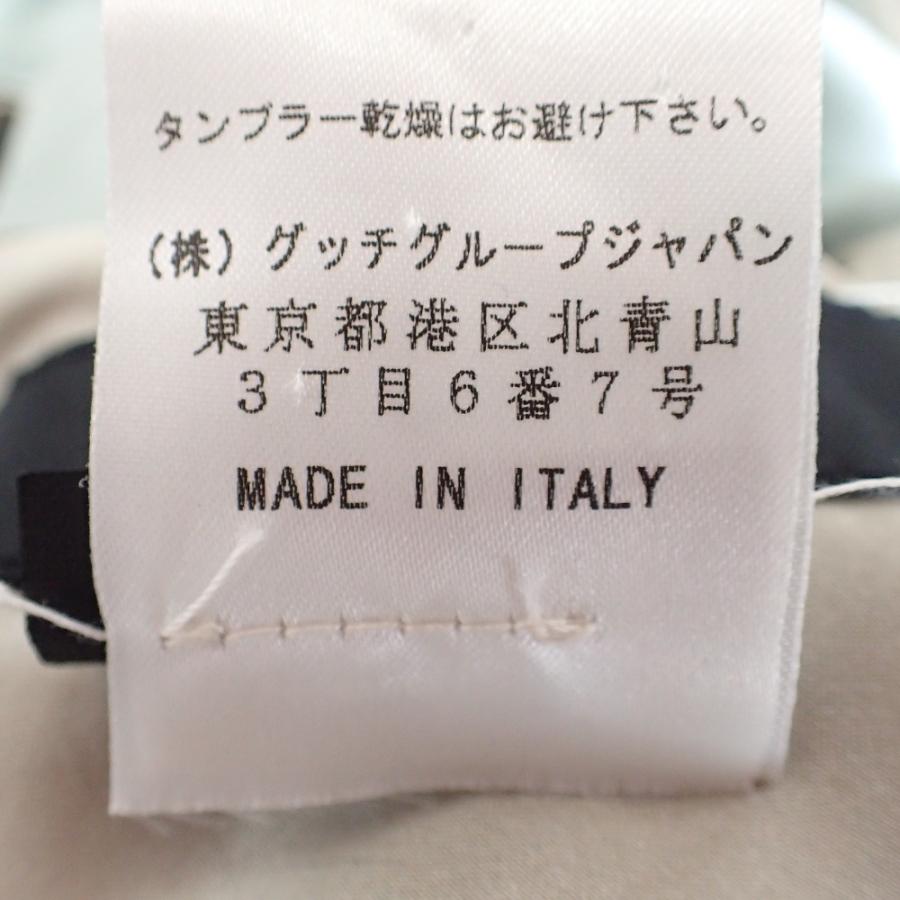 タンブラー乾燥はお避け下さい。
（株）グッチグループジャパン
東京都港区北青山
3丁目6番7号
MADE IN ITALY